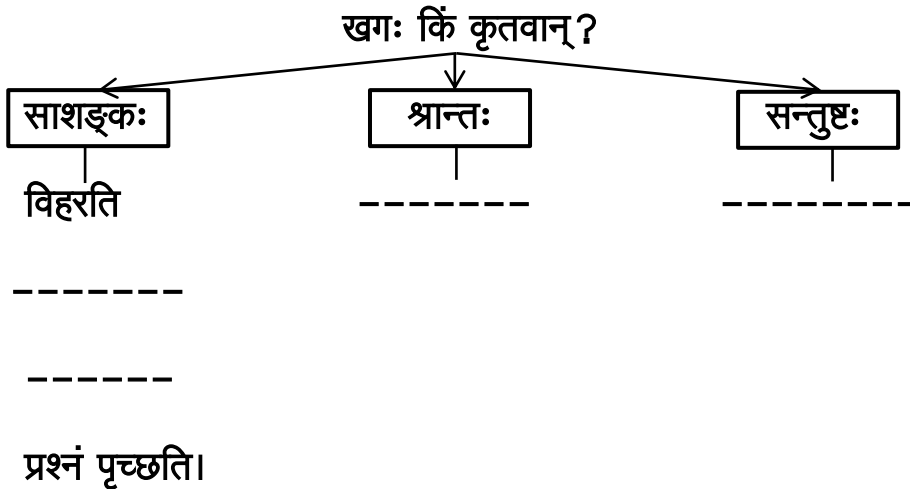 खगः किं कृतवान्?
साशङ्कः श्रान्तः सन्तुष्टः
विहरति ------- --------
-------
------
प्रश्नं पृच्छति।